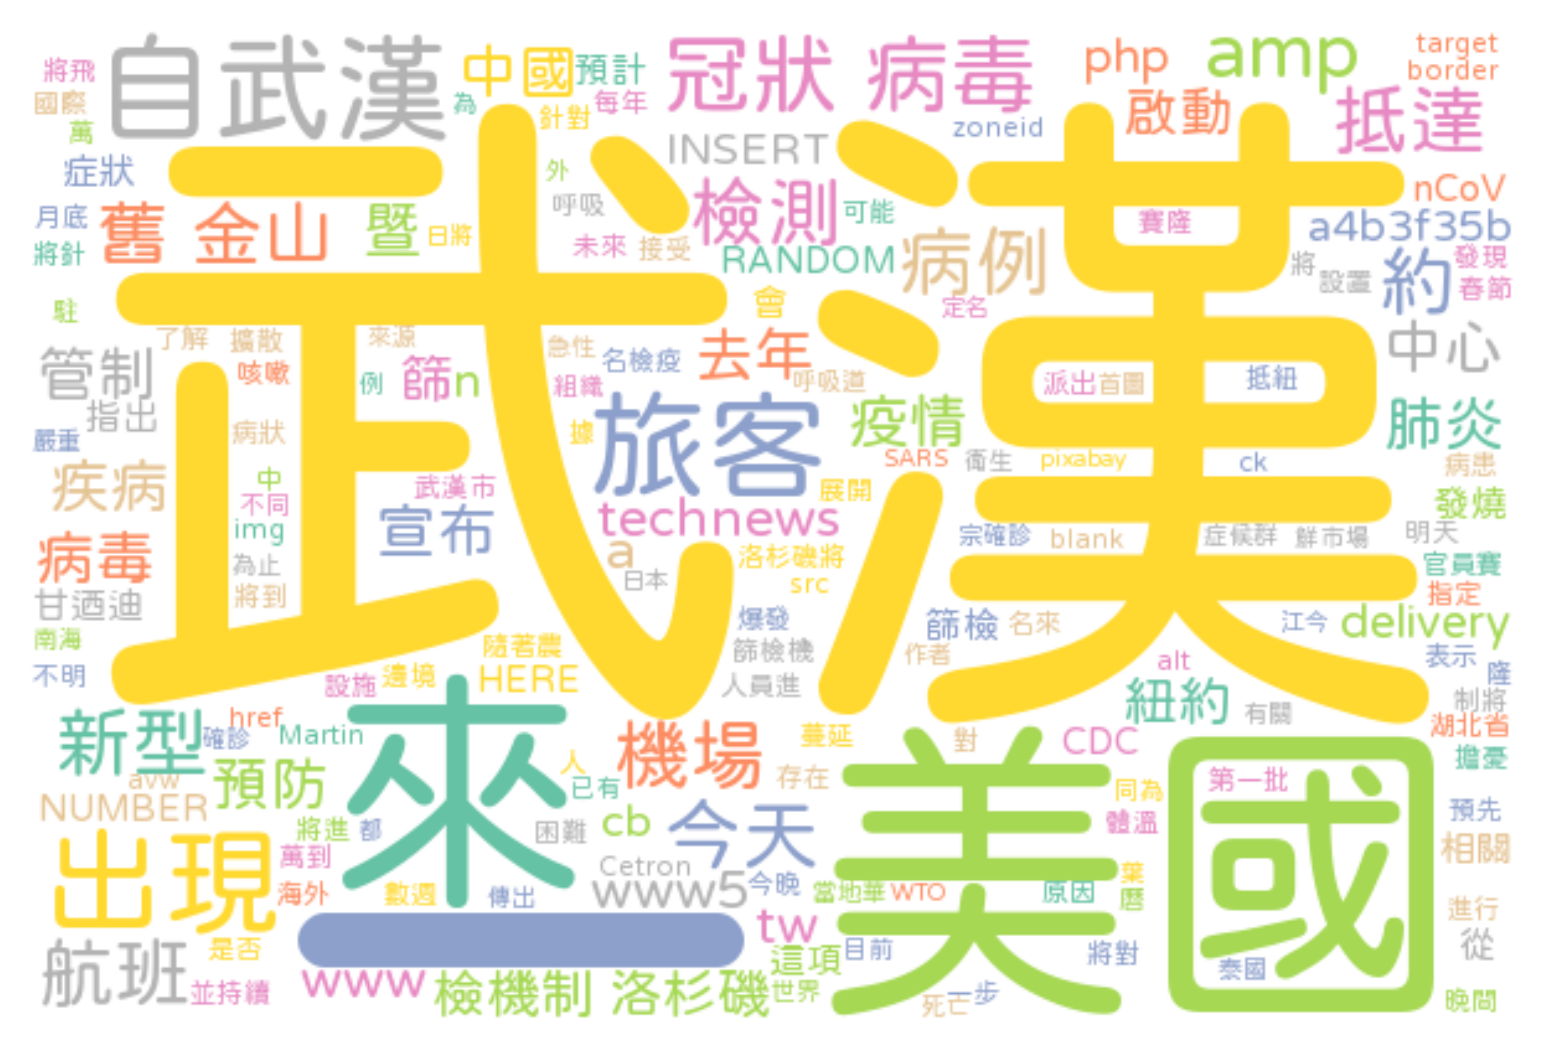 將飛
自武漢
中國
預計
冠狀 病毒
php
amp
target
border
國際
為
針對
每年
萬
zoneid
啟動
抵達
症狀
外
INSERT
nCoV
月底
舊 金山
暨
日將
呼吸
檢測
可能
賽隆
a4b3f35b
將針
未來
接受
RANDOM
病例
將
設置
約
發現
春節
駐
會
定名
武漢
了解
擴散
來源
急性
名檢疫
去年
中心
管制
咳嗽
例
篩n
組織
呼吸道
派出
首圖
抵紐
指出
嚴重
病狀
據
旅客
疫情
肺炎
疾病
中
武漢市
SARS
衛生
pixabay
ck
病患
不同
展開
發燒
img
宣布
technews
宗確診
blank
症候群
鮮市場
明天
病毒
為止
a
日本
洛杉磯將
src
官員賽
甘迺迪
將到
指定
爆發
篩檢
名來
江今
delivery
南海
隨著農
篩檢機
作者
表示
不明
設施
邊境
HERE
人員進
alt
隆
紐約
有關
制將
新型
href
確診
Martin
來
機場
蔓延
對
CDC
湖北省
擔憂
avw
預防
人
已有
存在
同為
第一批
NUMBER
將進
都
困難
cb
今天
體溫
預先
出現
萬到
Cetron
相關
海外
數週
傳出
www5
今晚
當地華
WTO
原因
葉
曆
美國
航班
是否
一
tw
這項
目前
將對
泰國
進行
從
並持續
www
檢機制 洛杉磯
世界
死亡
一步
晚間